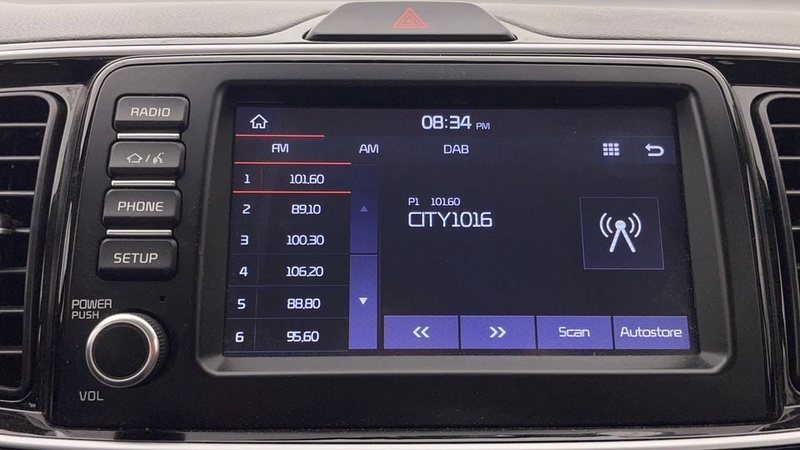 RADIO
PHONE
SETUP
POWER
PUSH
VOL
08:34 PM
FM AM DAB
1 101.60
2 89.10
3 100.30
4 106.20
5 88.80
6 95.60
P1 101.60
CITY1016
<< >> Scan Autostore